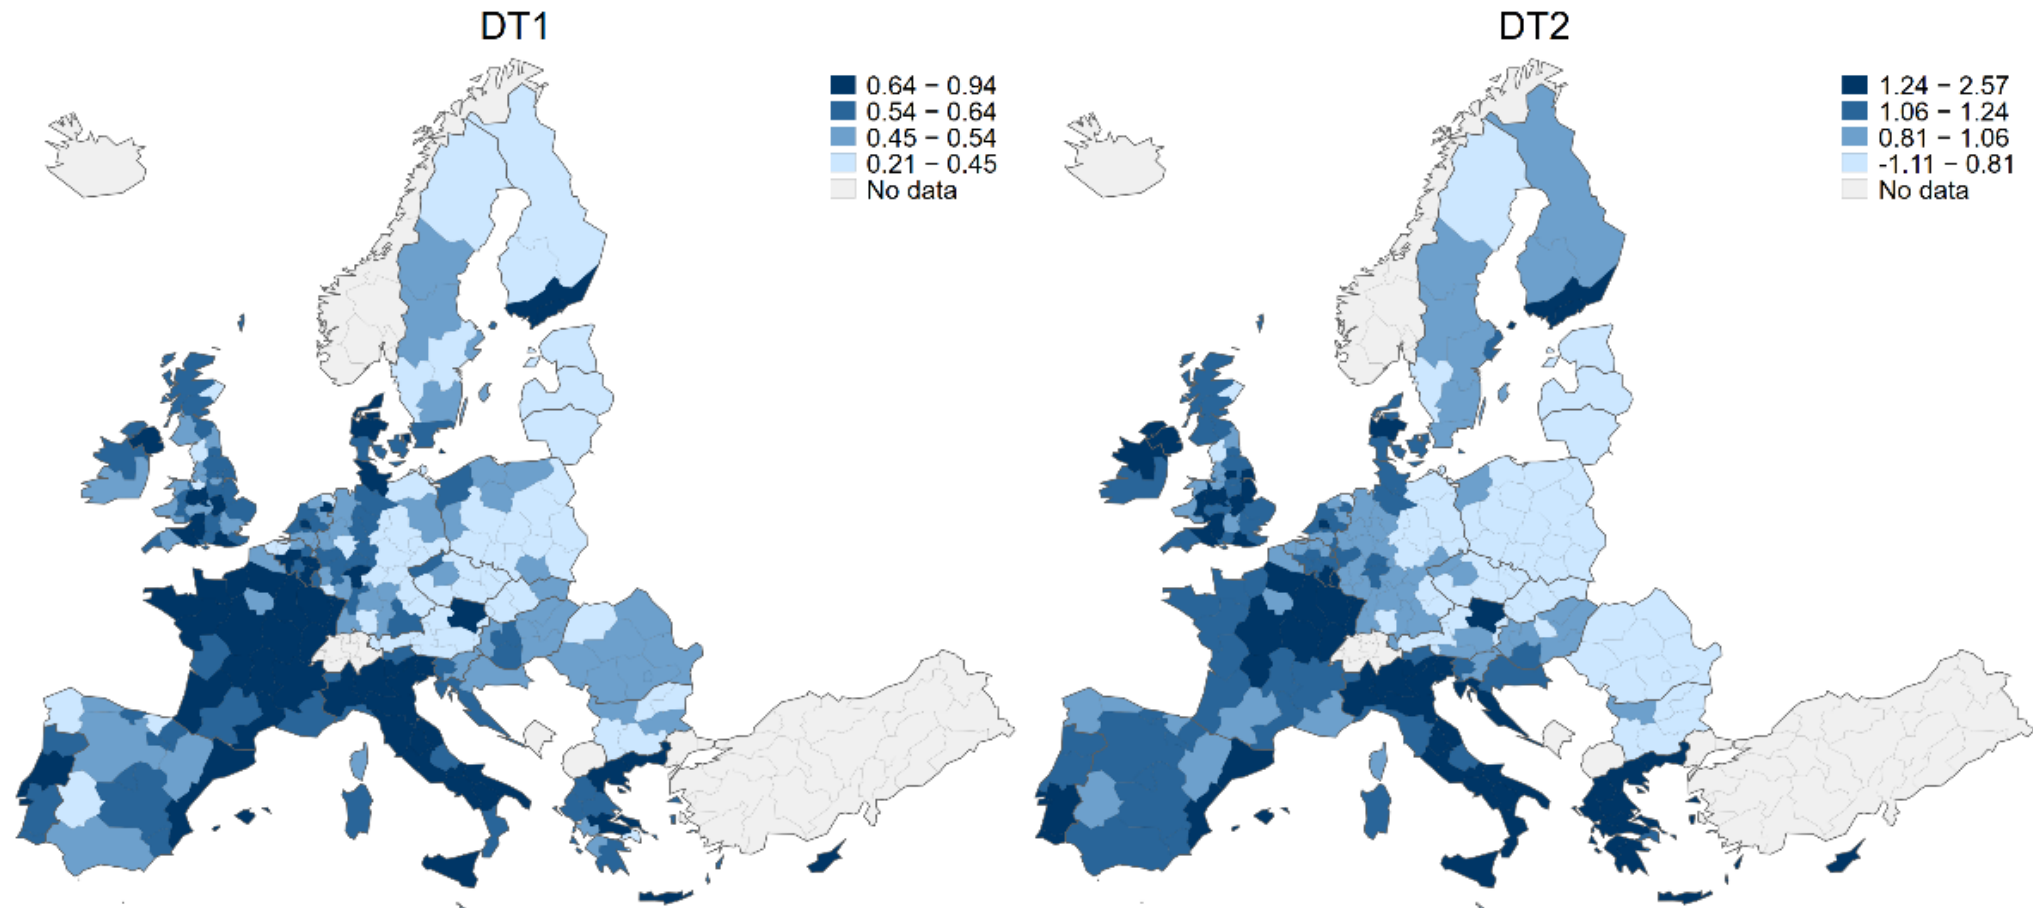 DT1
0.64 – 0.94
0.54 – 0.64
0.45 – 0.54
0.21 – 0.45
No data
DT2
1.24 – 2.57
1.06 – 1.24
0.81 – 1.06
-1.11 – 0.81
No data